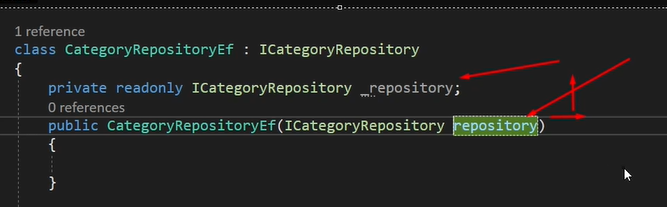 1 reference
class CategoryRepositoryEf : ICategoryRepository
{
private readonly ICategoryRepository _repository;
0 references
public CategoryRepositoryEf(ICategoryRepository repository)
{
}